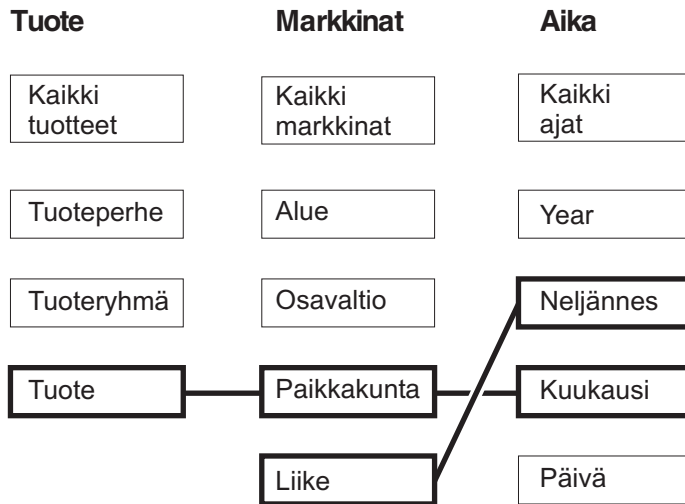 Tuote
Markkinat
Aika
Kaikki
tuotteet
Kaikki
markkinat
Kaikki
ajat
Tuoteperhe
Alue
Year
Tuoteryhmä
Osavaltio
Neljännes
Tuote
Paikkakunta
Kuukausi
Liike
Päivä